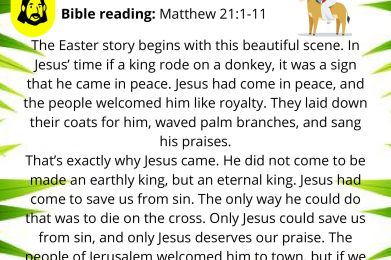 Bible reading: Matthew 21:1-11
The Easter story begins with this beautiful scene. In
Jesus’ time if a king rode on a donkey, it was a sign
that he came in peace. Jesus had come in peace, and
the people welcomed him like royalty. They laid down
their coats for him, waved palm branches, and sang
his praises.
That’s exactly why Jesus came. He did not come to be
made an earthly king, but an eternal king. Jesus had
come to save us from sin. The only way he could do
that was to die on the cross. Only Jesus could save us
from sin, and only Jesus deserves our praise. The
people of Jerusalem welcomed him to town, but if we